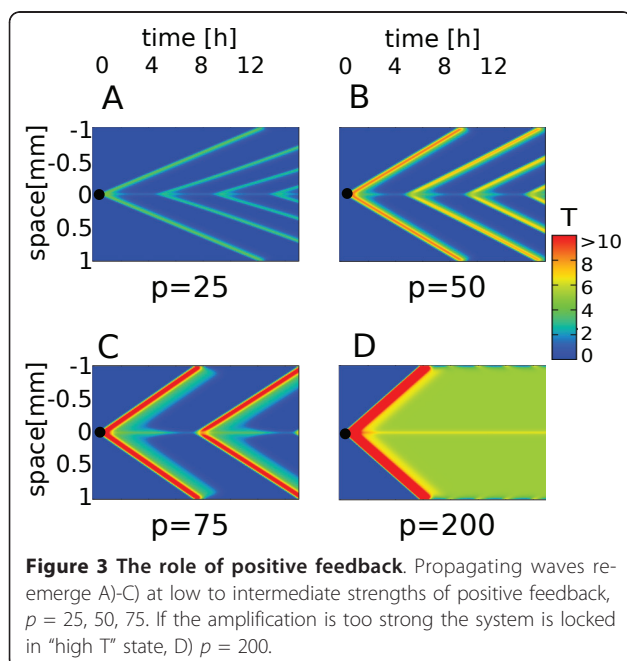 time [h]
0 4 8 12
time [h]
0 4 8 12
A
B
space[mm]
-1
-0.5
0
0.5
1
p=25
p=50
T
>10
8
6
4
2
0
C
D
space[mm]
-1
-0.5
0
0.5
1
p=75
p=200
Figure 3 The role of positive feedback. Propagating waves re-
emerge A)-C) at low to intermediate strengths of positive feedback,
p = 25, 50, 75. If the amplification is too strong the system is locked
in "high T" state, D) p = 200.